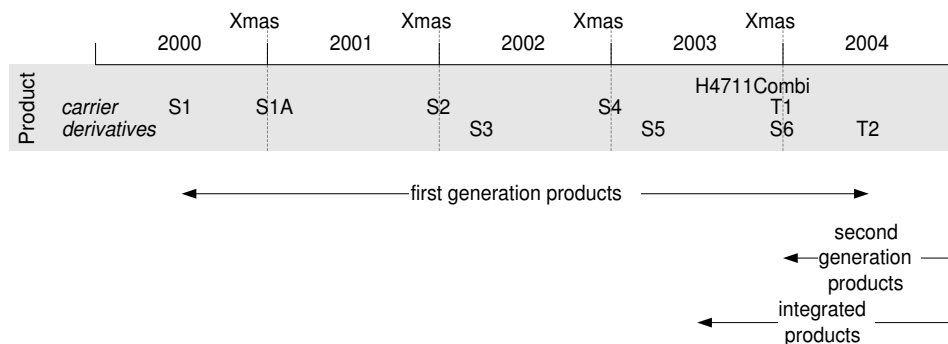 Xmas Xmas Xmas Xmas
2000 2001 2002 2003 2004
Product
H4711Combi
carrier S1 S1A S2 S4 T1
derivatives S3 S5 S6 T2
first generation products
second
generation
products
integrated
products